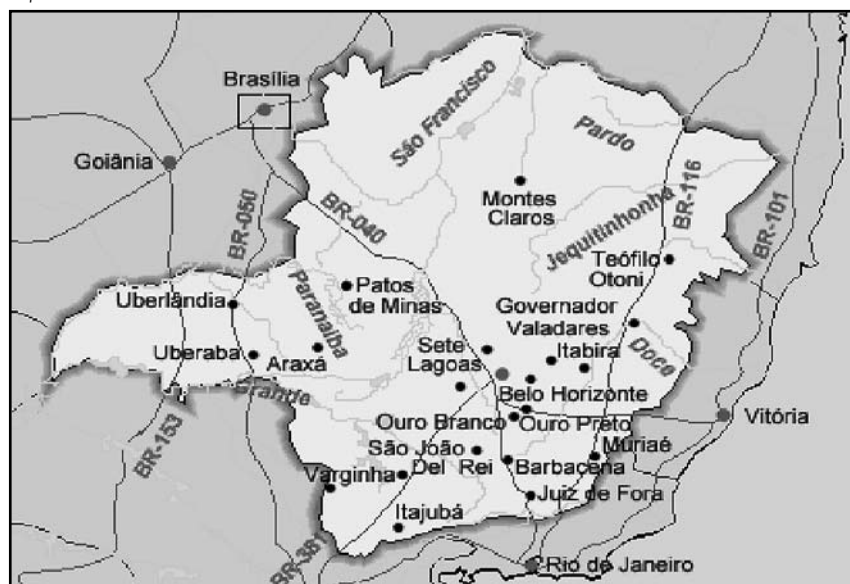 Brasília
São Francisco
Pardo
Goiânia
Montes
Claros
BR-050
BR-040
BR-116
BR-101
Jequitinhonha
Teófilo
Otoni
Uberlândia
Paranaíba
Patos
de Minas
Governador
Valadares
Uberaba
Araxá
Sete
Lagoas
Itabira
Doce
Grande
Belo Horizonte
Ouro Branco
Ouro Preto
Vitória
BR-153
São João
Del Rei
Muriaé
Varginha
Barbacena
Juiz de Fora
Itajubá
BR-381
Rio de Janeiro